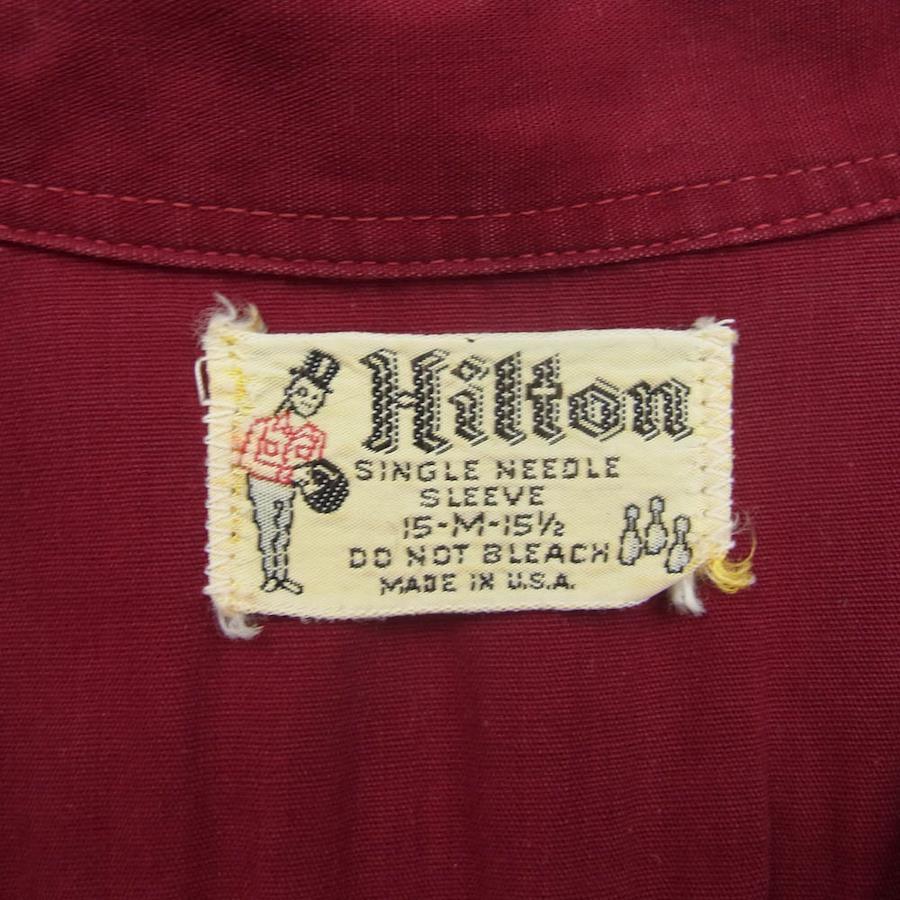 Hilton
SINGLE NEEDLE
SLEEVE
15-M-15½
DO NOT BLEACH
MADE IN U.S.A.